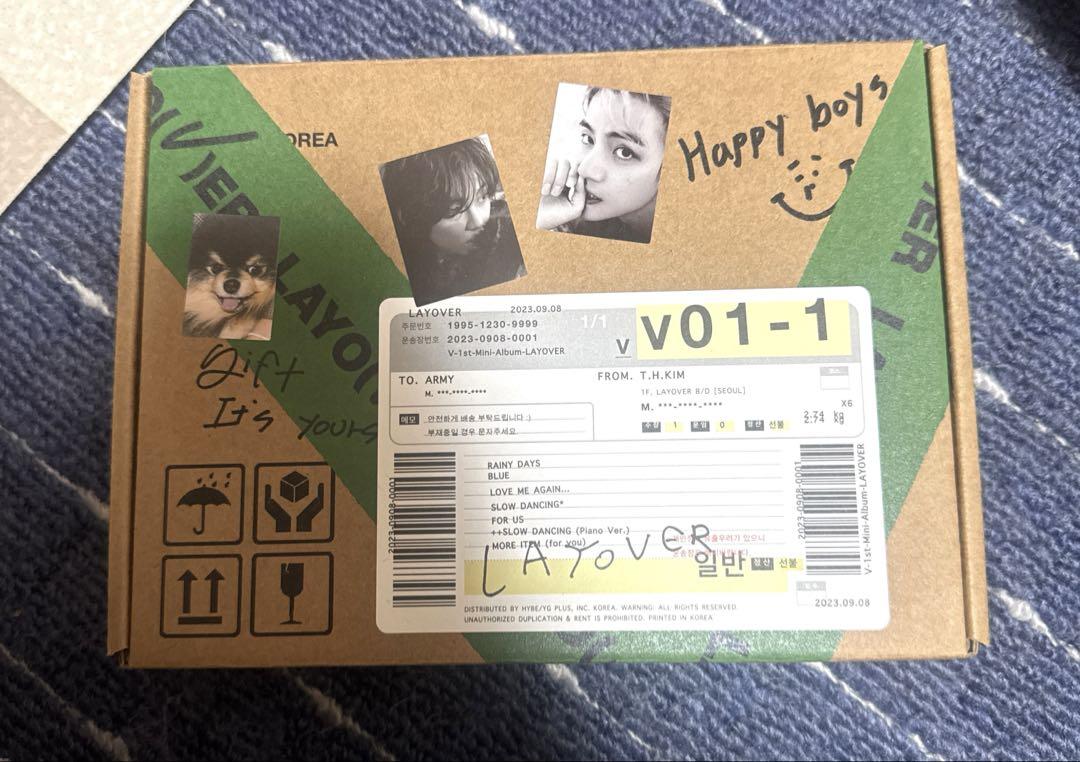 KOREA
Happy boys
LAYOVER
Gift
It's yours
LAYOVER 2023.09.08
주문번호 1995-1230-9999
운송장번호 2023-0908-0001
V-1st-Mini-Album-LAYOVER
1/1
V
v01-1
TO. ARMY
M. ***-****-****
FROM. T.H.KIM
1F. LAYOVER B/D [SEOUL]
M. ***-****-****
메모 안전하게 배송 부탁드립니다 :)
부재중일 경우 문자주세요.
수량 1 운임 0 정산 선불
X6
2.74 kg
RAINY DAYS
BLUE
LOVE ME AGAIN...
SLOW DANCING*
FOR US
++SLOW DANCING (Piano Ver.)
MORE ITEM (for you)
LAYOVER
일반 정산 선불
2023.09.08
2023-0908-0001
2023-0908-0001
V-1st-Mini-Album-LAYOVER
DISTRIBUTED BY HYBE/YG PLUS, INC. KOREA. WARNING: ALL RIGHTS RESERVED.
UNAUTHORIZED DUPLICATION & RENT IS PROHIBITED. PRINTED IN KOREA